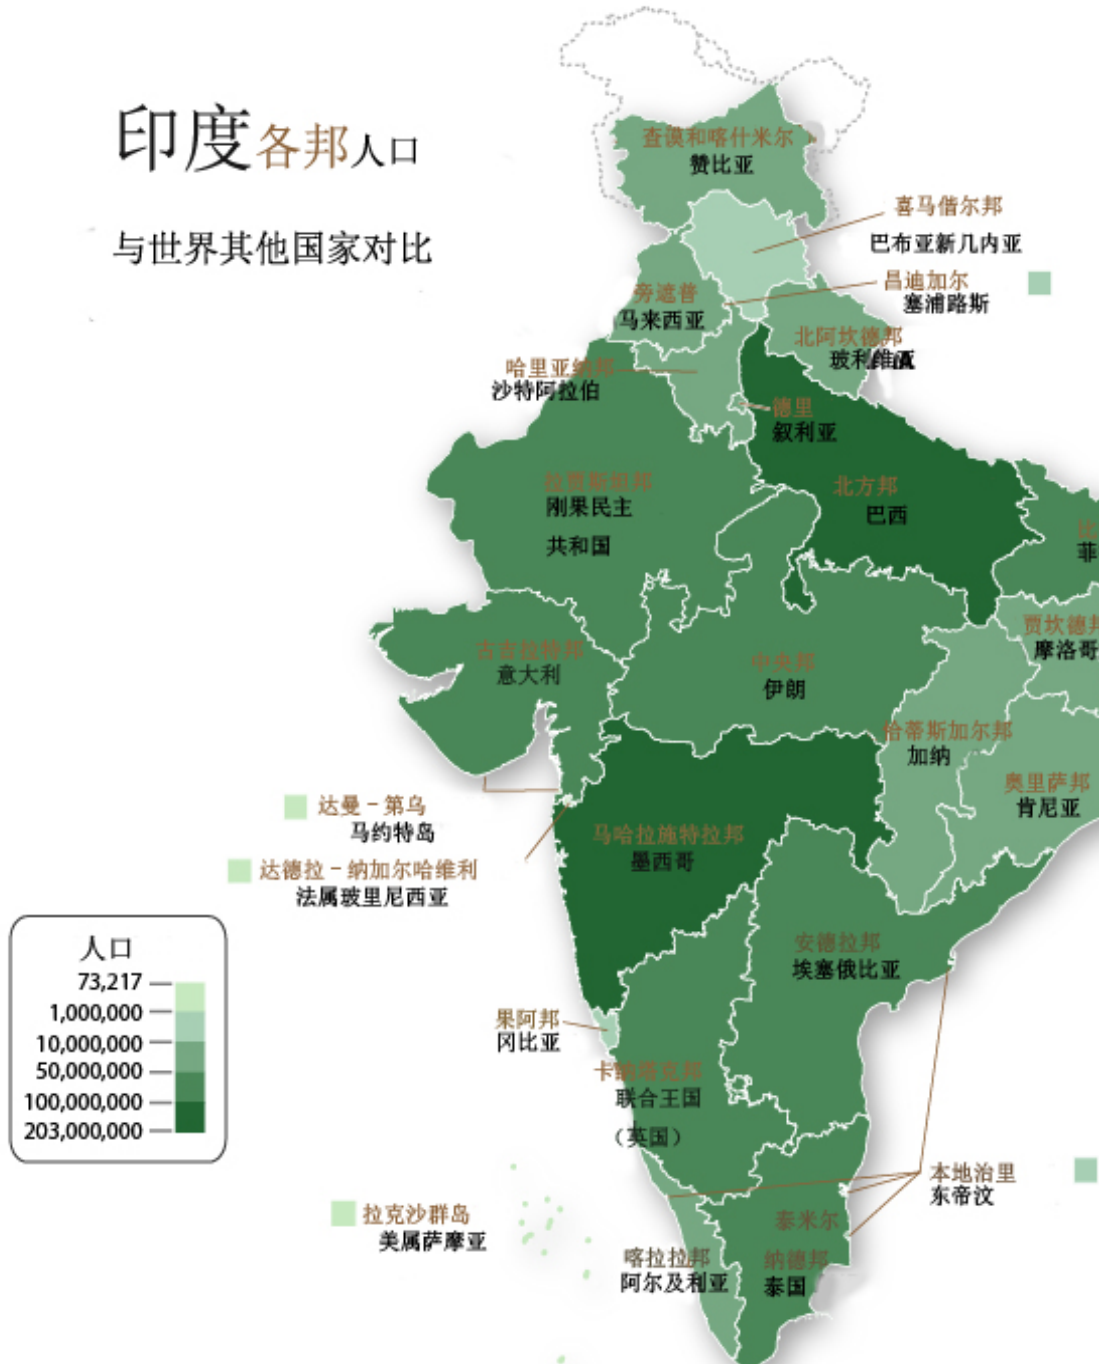 印度各邦人口
与世界其他国家对比
查谟和喀什米尔
赞比亚
喜马偕尔邦
巴布亚新几内亚
昌迪加尔
塞浦路斯
旁遮普
马来西亚
北阿坎德邦
玻利维亚
哈里亚纳邦
沙特阿拉伯
德里
叙利亚
拉贾斯坦邦
刚果民主
共和国
北方邦
巴西
比
菲
古吉拉特邦
意大利
中央邦
伊朗
贾坎德邦
摩洛哥
恰蒂斯加尔邦
加纳
奥里萨邦
肯尼亚
达曼－第乌
马约特岛
达德拉－纳加尔哈维利
法属玻里尼西亚
马哈拉施特拉邦
墨西哥
安德拉邦
埃塞俄比亚
人口
73,217
1,000,000
10,000,000
50,000,000
100,000,000
203,000,000
果阿邦
冈比亚
卡纳塔克邦
联合王国
（英国）
本地治里
东帝汶
拉克沙群岛
美属萨摩亚
泰米尔
纳德邦
泰国
喀拉拉邦
阿尔及利亚